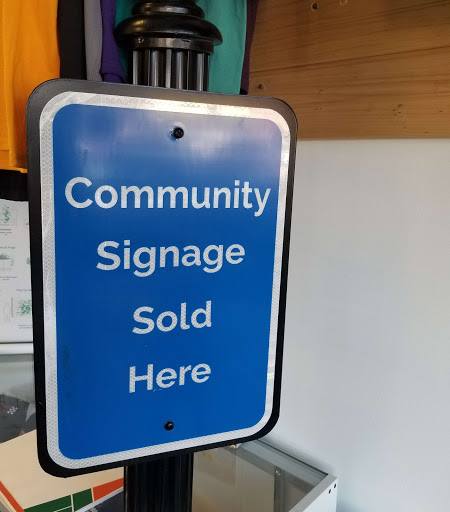 Community
Signage
Sold
Here